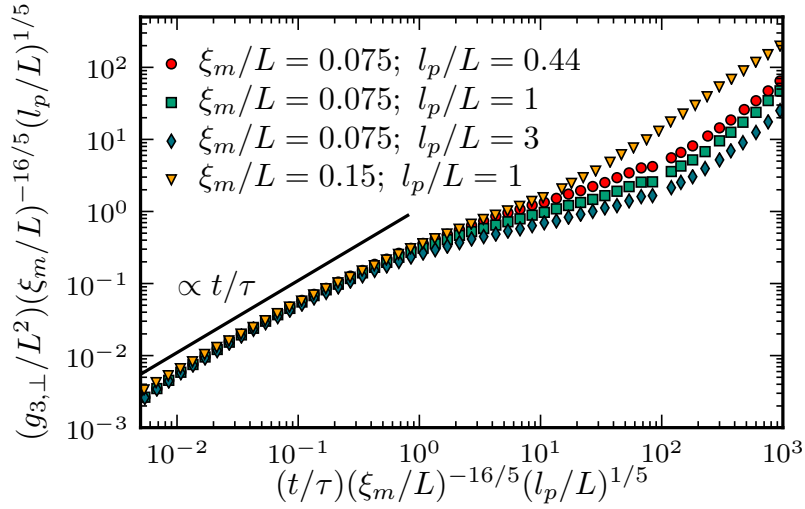 ξ_m/L = 0.075; l_p/L = 0.44
ξ_m/L = 0.075; l_p/L = 1
ξ_m/L = 0.075; l_p/L = 3
ξ_m/L = 0.15; l_p/L = 1
∝ t/τ
10^2
10^1
10^0
10^{−1}
10^{−2}
10^{−3}
(g_{3,⊥}/L^2)(ξ_m/L)^{−16/5}(l_p/L)^{1/5}
10^{−2} 10^{−1} 10^0 10^1 10^2 10^3
(t/τ)(ξ_m/L)^{−16/5}(l_p/L)^{1/5}